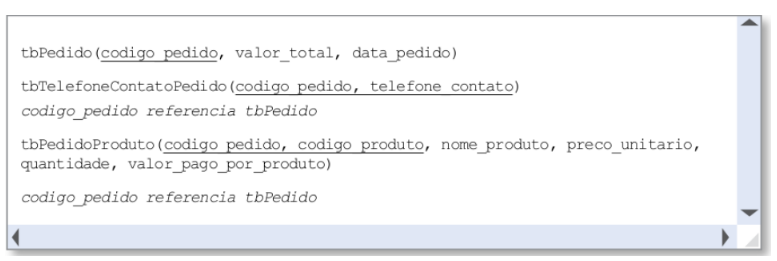 tbPedido(codigo_pedido, valor_total, data_pedido)
tbTelefoneContatoPedido(codigo_pedido, telefone_contato)
codigo_pedido referencia tbPedido
tbPedidoProduto(codigo_pedido, codigo_produto, nome_produto, preco_unitario,
quantidade, valor_pago_por_produto)
codigo_pedido referencia tbPedido